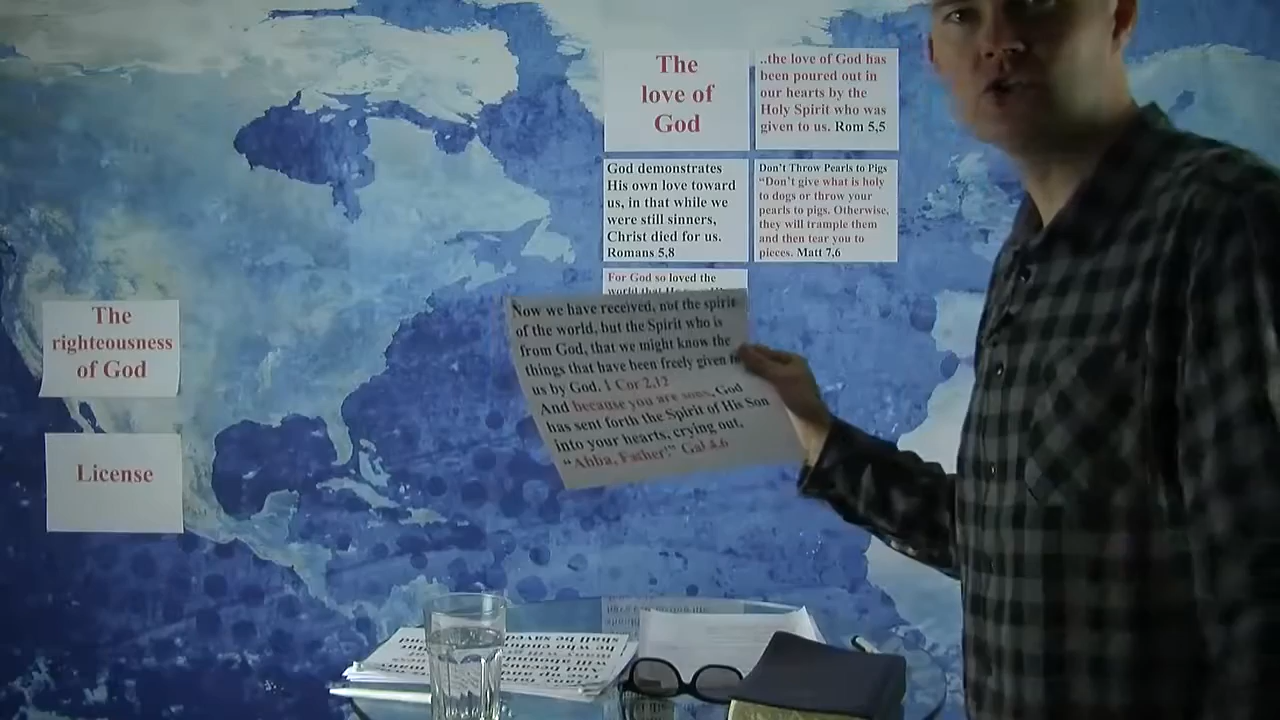 The
love of
God
..the love of God has
been poured out in
our hearts by the
Holy Spirit who was
given to us. Rom 5,5
God demonstrates
His own love toward
us, in that while we
were still sinners,
Christ died for us.
Romans 5,8
Don't Throw Pearls to Pigs
"Don't give what is holy
to dogs or throw your
pearls to pigs. Otherwise,
they will trample them
and then tear you to
pieces. Matt 7,6
For God so loved the
world that
Now we have received, not the spirit
of the world, but the Spirit who is
from God, that we might know the
things that have been freely given
us by God. 1 Cor 2,12
And because you are sons, God
has sent forth the Spirit of His Son
into your hearts, crying out,
"Abba, Father!" Gal 4,6
The
righteousness
of God
License
shall be saved